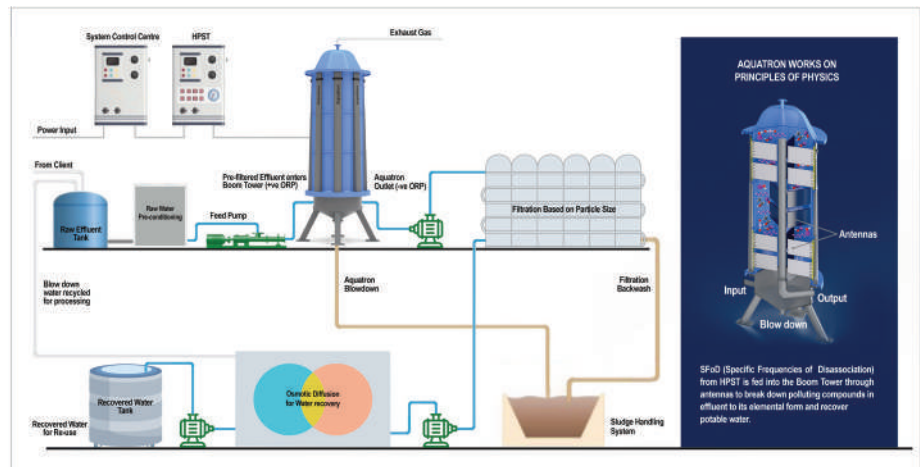 System Control Centre
HPST
Exhaust Gas
Power Input
From Client
Raw Effluent
Tank
Raw Water
Pre-conditioning
Feed Pump
Pre-filtered Effluent enters
Boom Tower (+ve ORP)
Aquatron
Outlet (-ve ORP)
Filtration Based on Particle Size
Blow down
water recycled
for processing
Aquatron
Blowdown
Filtration
Backwash
Recovered Water
Tank
Recovered Water
for Re-use
Osmotic Diffusion
for Water recovery
Sludge Handling
System
AQUATRON WORKS ON
PRINCIPLES OF PHYSICS
Antennas
Input
Output
Blow down
SFoD (Specific Frequencies of Disassociation)
from HPST is fed into the Boom Tower through
antennas to break down polluting compounds in
effluent to its elemental form and recover
potable water.